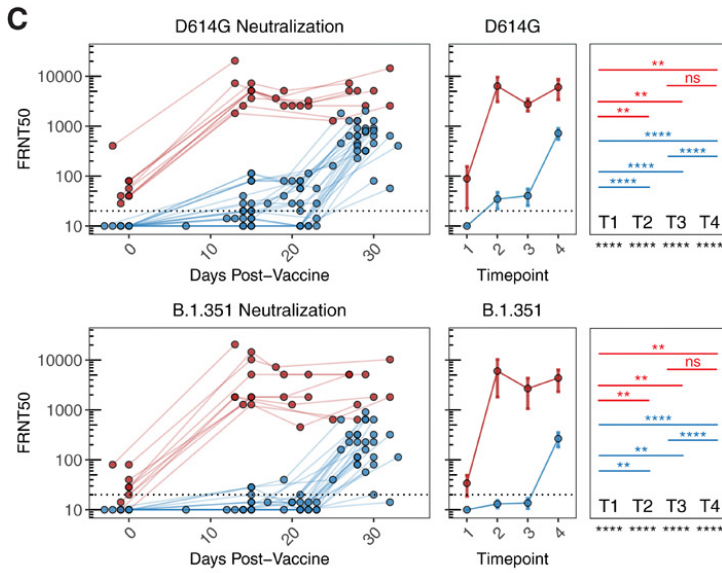 C
D614G Neutralization
D614G
FRNT50
10000
1000
100
10
0
10
20
30
Days Post-Vaccine
1
2
3
4
Timepoint
**
ns
**
**
****
****
****
****
T1 T2 T3 T4
**** **** **** ****
B.1.351 Neutralization
B.1.351
FRNT50
10000
1000
100
10
0
10
20
30
Days Post-Vaccine
1
2
3
4
Timepoint
**
ns
**
**
****
****
**
**
T1 T2 T3 T4
**** **** **** ****